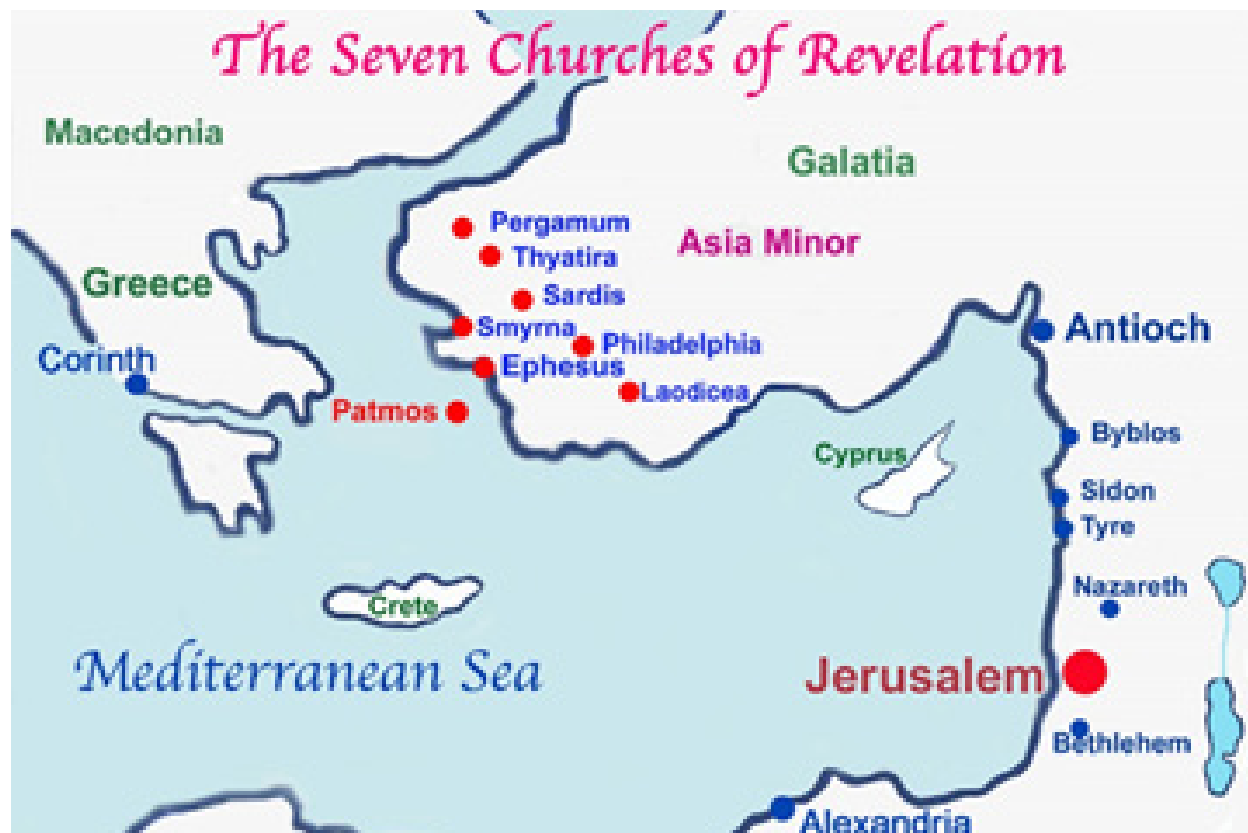 The Seven Churches of Revelation
Macedonia
Galatia
Pergamum
Asia Minor
Thyatira
Greece
Sardis
Smyrna
Antioch
Philadelphia
Corinth
Ephesus
Laodicea
Patmos
Byblos
Cyprus
Sidon
Tyre
Nazareth
Crete
Mediterranean Sea
Jerusalem
Bethlehem
Alexandria